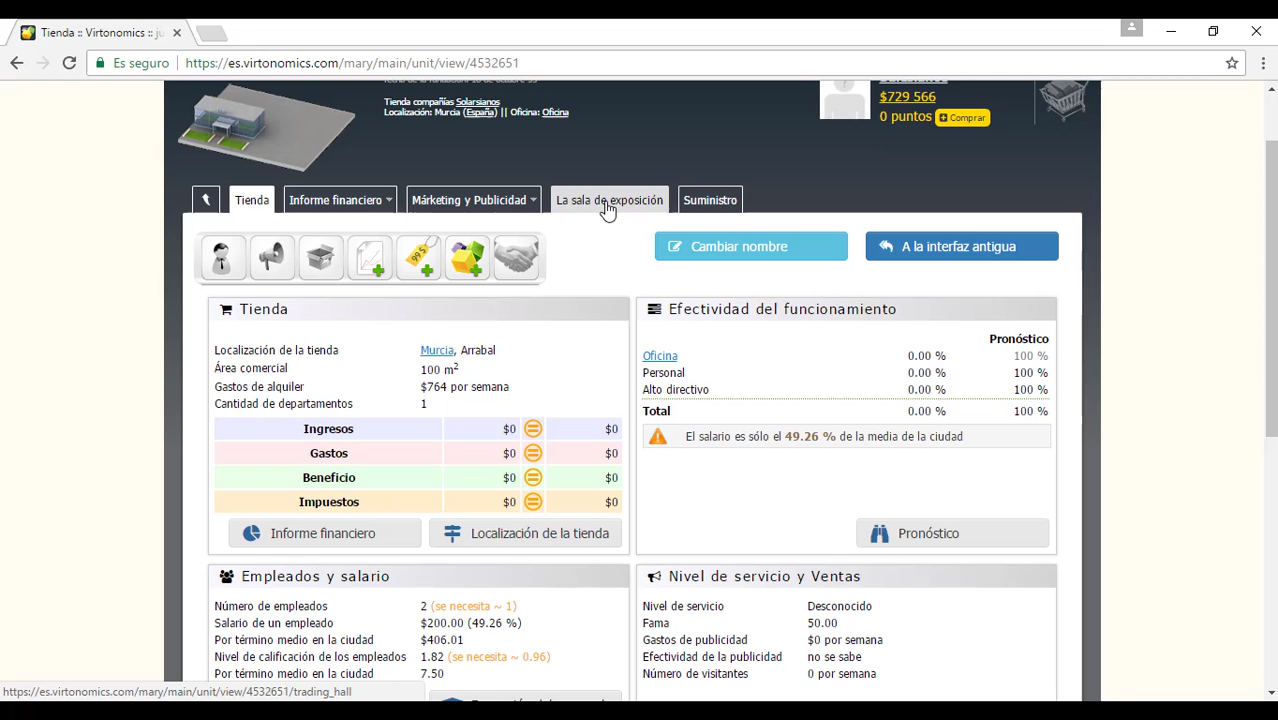 Tienda :: Virtonomics :: ju
Es seguro
https://es.virtonomics.com/mary/main/unit/view/4532651
Tienda compañías Solarsianos
Localización: Murcia (España) || Oficina: Oficina
$729 566
0 puntos Comprar
Tienda
Informe financiero
Márketing y Publicidad
La sala de exposición
Suministro
99.5
Cambiar nombre
A la interfaz antigua
Tienda
Localización de la tienda Murcia, Arrabal
Área comercial 100 m²
Gastos de alquiler $764 por semana
Cantidad de departamentos 1
Ingresos $0 $0
Gastos $0 $0
Beneficio $0 $0
Impuestos $0 $0
Informe financiero
Localización de la tienda
Efectividad del funcionamiento
Pronóstico
Oficina 0.00 % 100 %
Personal 0.00 % 100 %
Alto directivo 0.00 % 100 %
Total 0.00 % 100 %
El salario es sólo el 49.26 % de la media de la ciudad
Pronóstico
Empleados y salario
Número de empleados 2 (se necesita ~ 1)
Salario de un empleado $200.00 (49.26 %)
Por término medio en la ciudad $406.01
Nivel de calificación de los empleados 1.82 (se necesita ~ 0.96)
Por término medio en la ciudad 7.50
Nivel de servicio y Ventas
Nivel de servicio Desconocido
Fama 50.00
Gastos de publicidad $0 por semana
Efectividad de la publicidad no se sabe
Número de visitantes 0 por semana
https://es.virtonomics.com/mary/main/unit/view/4532651/trading_hall